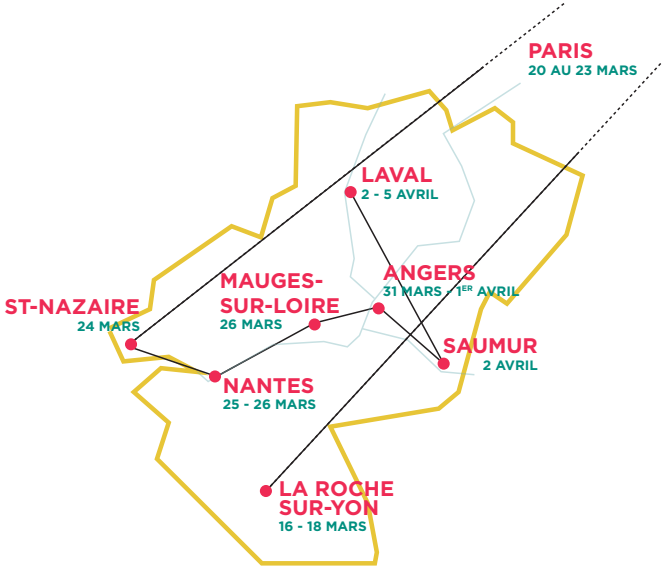 PARIS
20 AU 23 MARS
LAVAL
2 - 5 AVRIL
ANGERS
31 MARS - 1ER AVRIL
MAUGES-
SUR-LOIRE
26 MARS
ST-NAZAIRE
24 MARS
SAUMUR
2 AVRIL
NANTES
25 - 26 MARS
LA ROCHE
SUR-YON
16 - 18 MARS